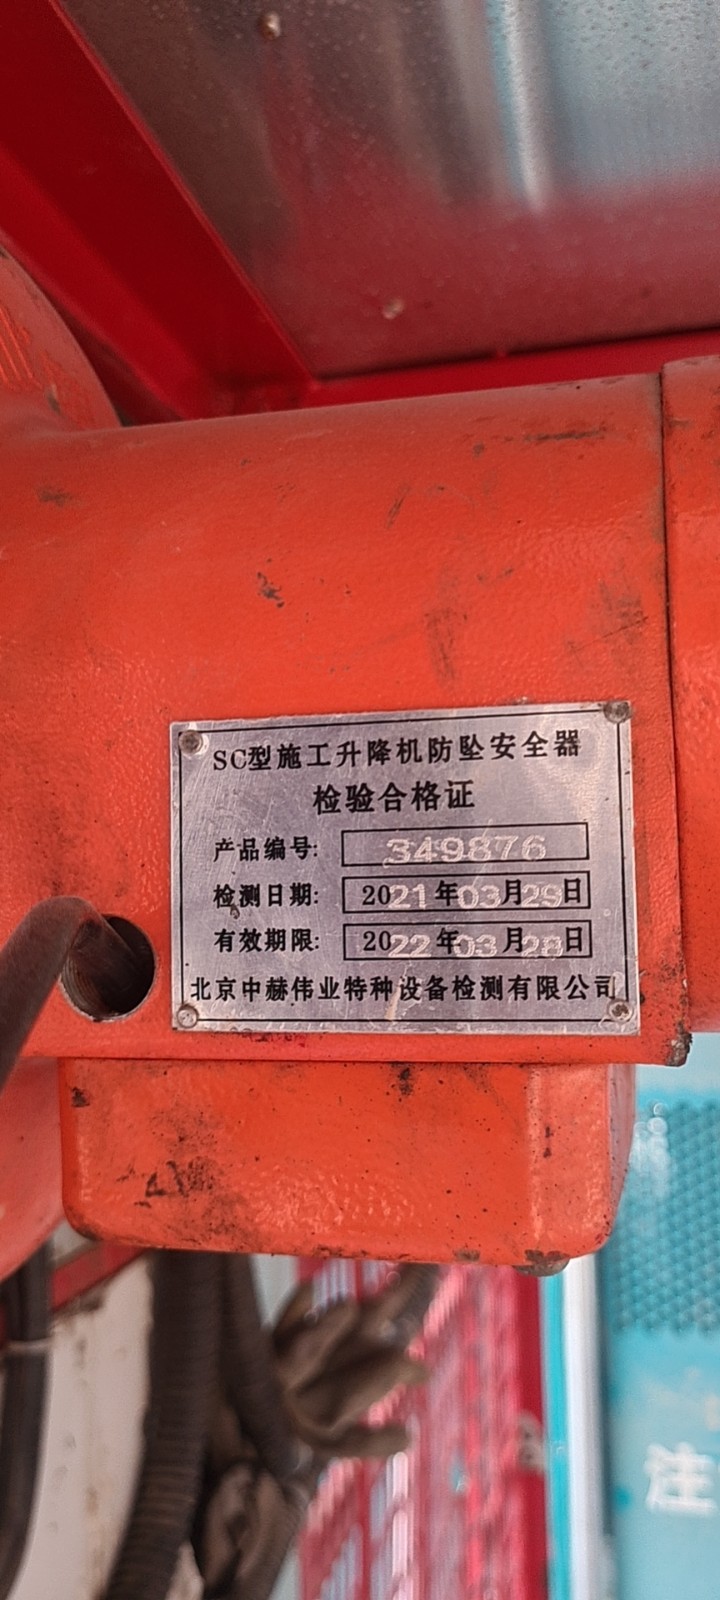 SC型施工升降机防坠安全器
检验合格证
产品编号: 349876
检测日期: 2021年03月29日
有效期限: 2022年03月28日
北京中赫伟业特种设备检测有限公司
注